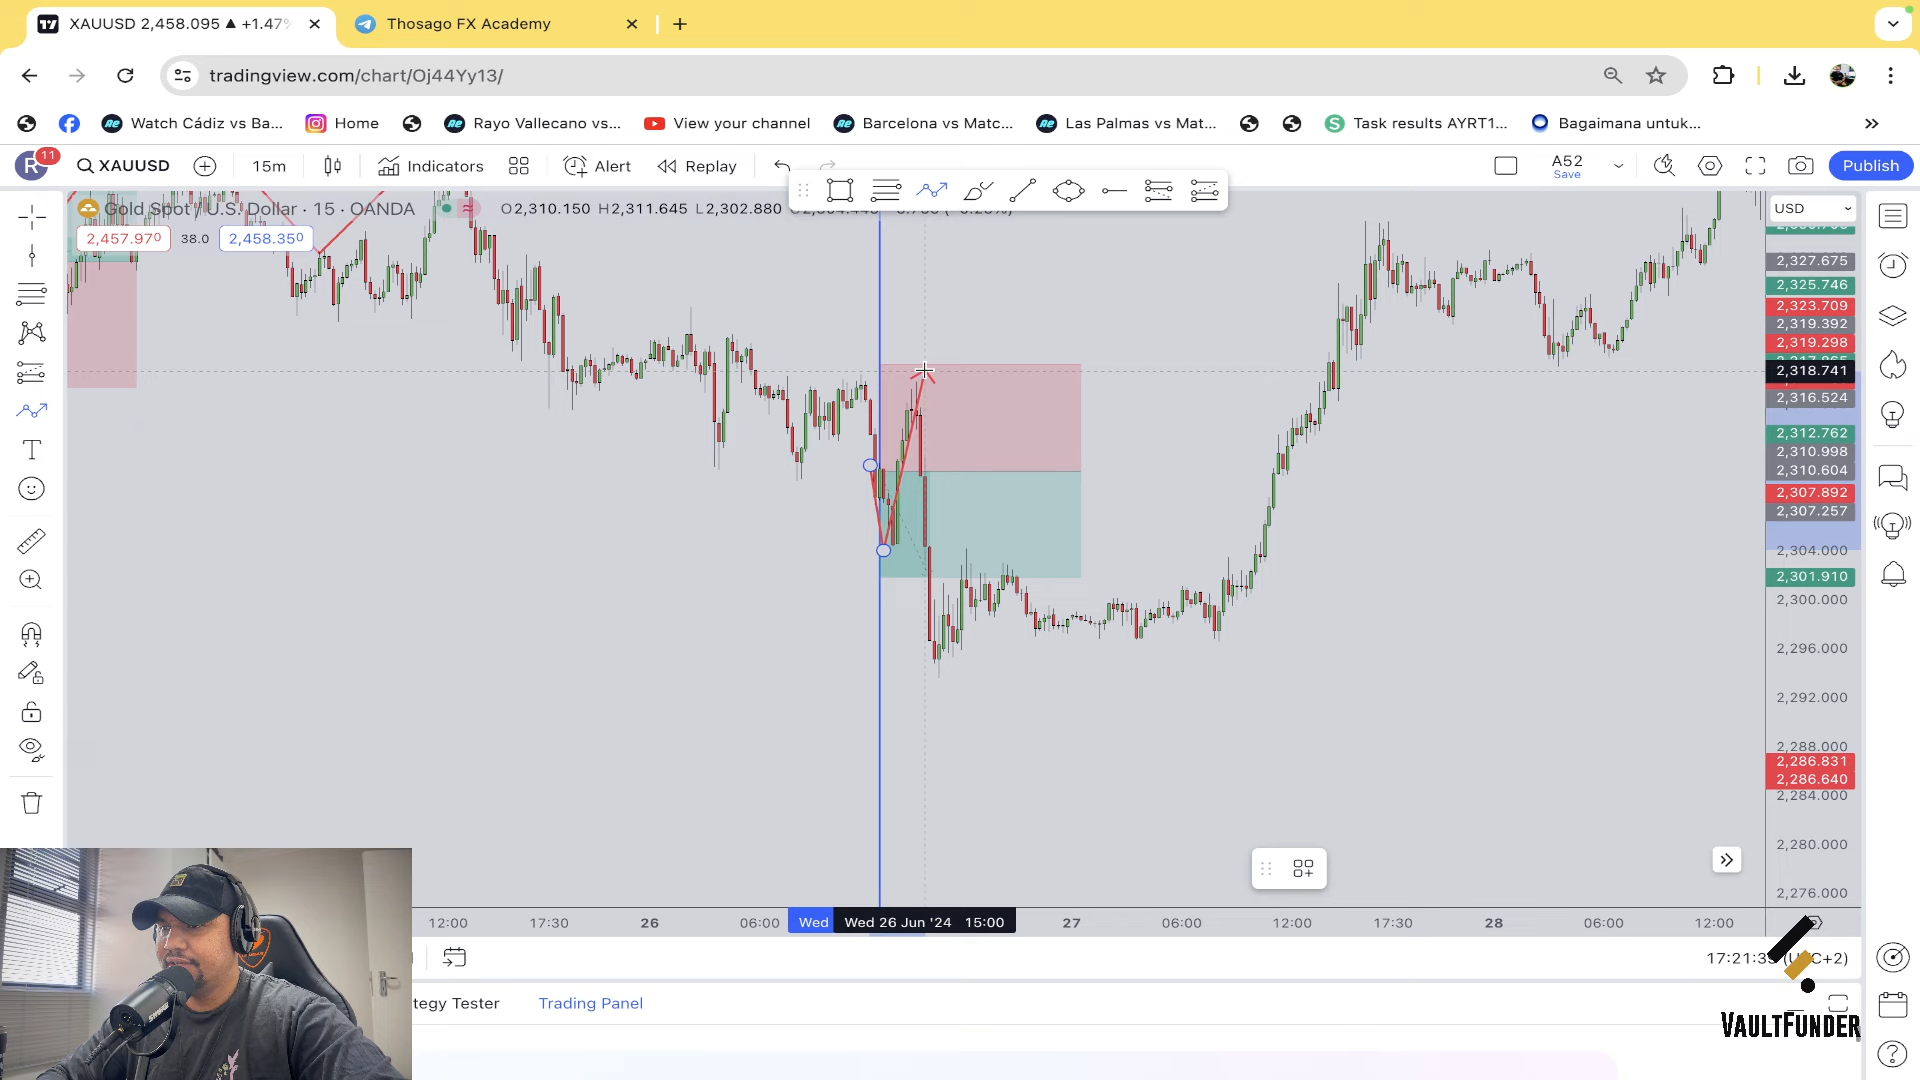 XAUUSD 2,458.095 ▲ +1.47%
Thosago FX Academy
tradingview.com/chart/Oj44Yy13/
Watch Cádiz vs Ba...
Home
Rayo Vallecano vs...
View your channel
Barcelona vs Matc...
Las Palmas vs Mat...
Task results AYRT1...
Bagaimana untuk...
R
11
XAUUSD
15m
Indicators
Alert
Replay
A52
Save
Publish
Gold Spot / U.S. Dollar · 15 · OANDA
O2,310.150 H2,311.645 L2,302.880
USD
2,457.970
38.0
2,458.350
2,327.675
2,325.746
2,323.709
2,319.392
2,319.298
2,318.741
2,316.524
2,312.762
2,310.998
2,310.604
2,307.892
2,307.257
2,304.000
2,301.910
2,300.000
2,296.000
2,292.000
2,288.000
2,286.831
2,286.640
2,284.000
2,280.000
2,276.000
12:00
17:30
26
06:00
Wed
Wed 26 Jun '24 15:00
27
06:00
12:00
17:30
28
06:00
12:00
17:21:3
C+2)
tegy Tester
Trading Panel
VAULTFUNDER